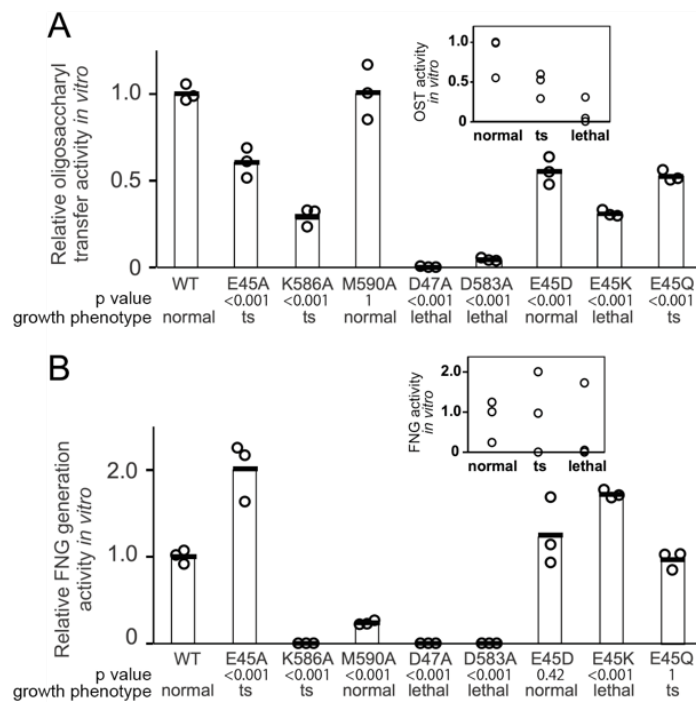 A
Relative oligosaccharyl
transfer activity in vitro
1.0
0.5
0
OST activity
in vitro
1.0
0.5
0
normal ts lethal
WT E45A K586A M590A D47A D583A E45D E45K E45Q
p value <0.001 <0.001 1 <0.001 <0.001 <0.001 <0.001 <0.001
growth phenotype normal ts ts normal lethal lethal normal lethal ts
B
Relative FNG generation
activity in vitro
2.0
1.0
0
FNG activity
in vitro
2.0
1.0
0
normal ts lethal
WT E45A K586A M590A D47A D583A E45D E45K E45Q
p value <0.001 <0.001 <0.001 <0.001 <0.001 0.42 <0.001 1
growth phenotype normal ts ts normal lethal lethal normal lethal ts